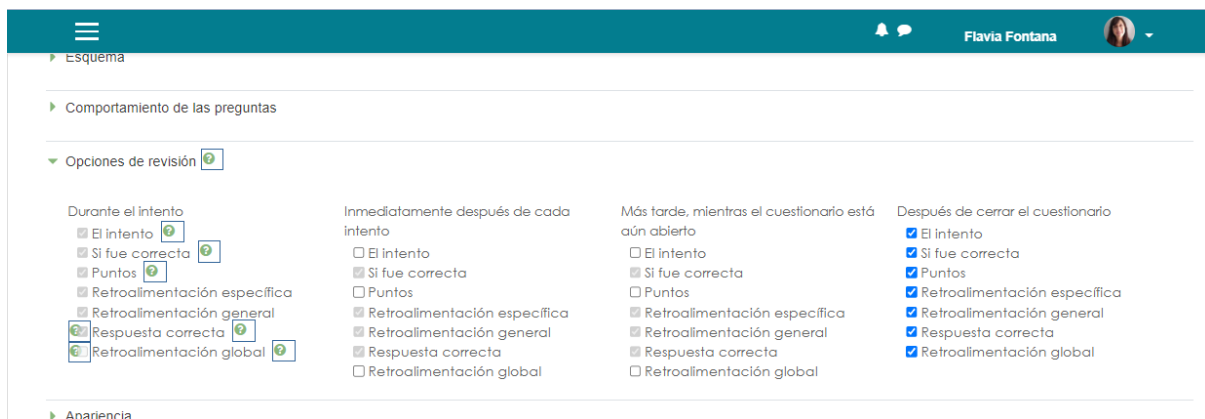 Flavia Fontana
Esquema
Comportamiento de las preguntas
Opciones de revisión
Durante el intento
El intento
Si fue correcta
Puntos
Retroalimentación específica
Retroalimentación general
Respuesta correcta
Retroalimentación global
Inmediatamente después de cada
intento
El intento
Si fue correcta
Puntos
Retroalimentación específica
Retroalimentación general
Respuesta correcta
Retroalimentación global
Más tarde, mientras el cuestionario está
aún abierto
El intento
Si fue correcta
Puntos
Retroalimentación específica
Retroalimentación general
Respuesta correcta
Retroalimentación global
Después de cerrar el cuestionario
El intento
Si fue correcta
Puntos
Retroalimentación específica
Retroalimentación general
Respuesta correcta
Retroalimentación global
Apariencia